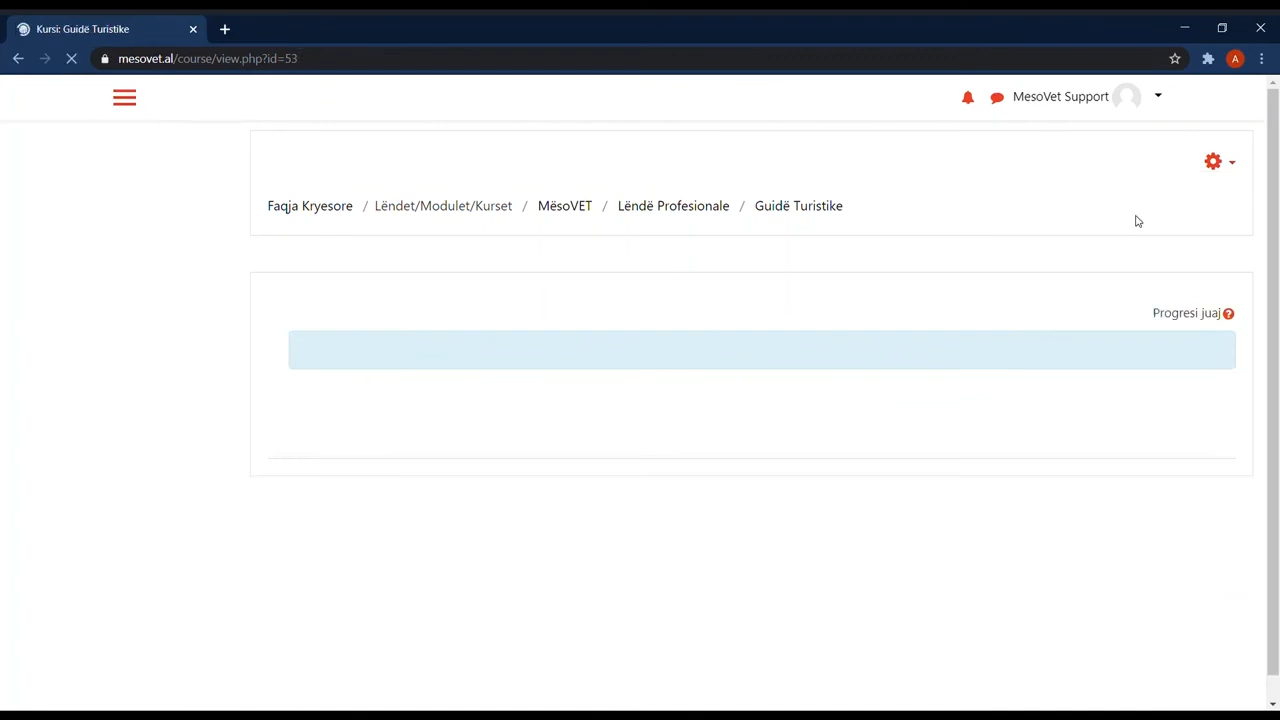 Kursi: Guidë Turistike
mesovet.al/course/view.php?id=53
A
MesoVet Support
Faqja Kryesore / Lëndet/Modulet/Kurset / MësoVET / Lëndë Profesionale / Guidë Turistike
Progresi juaj